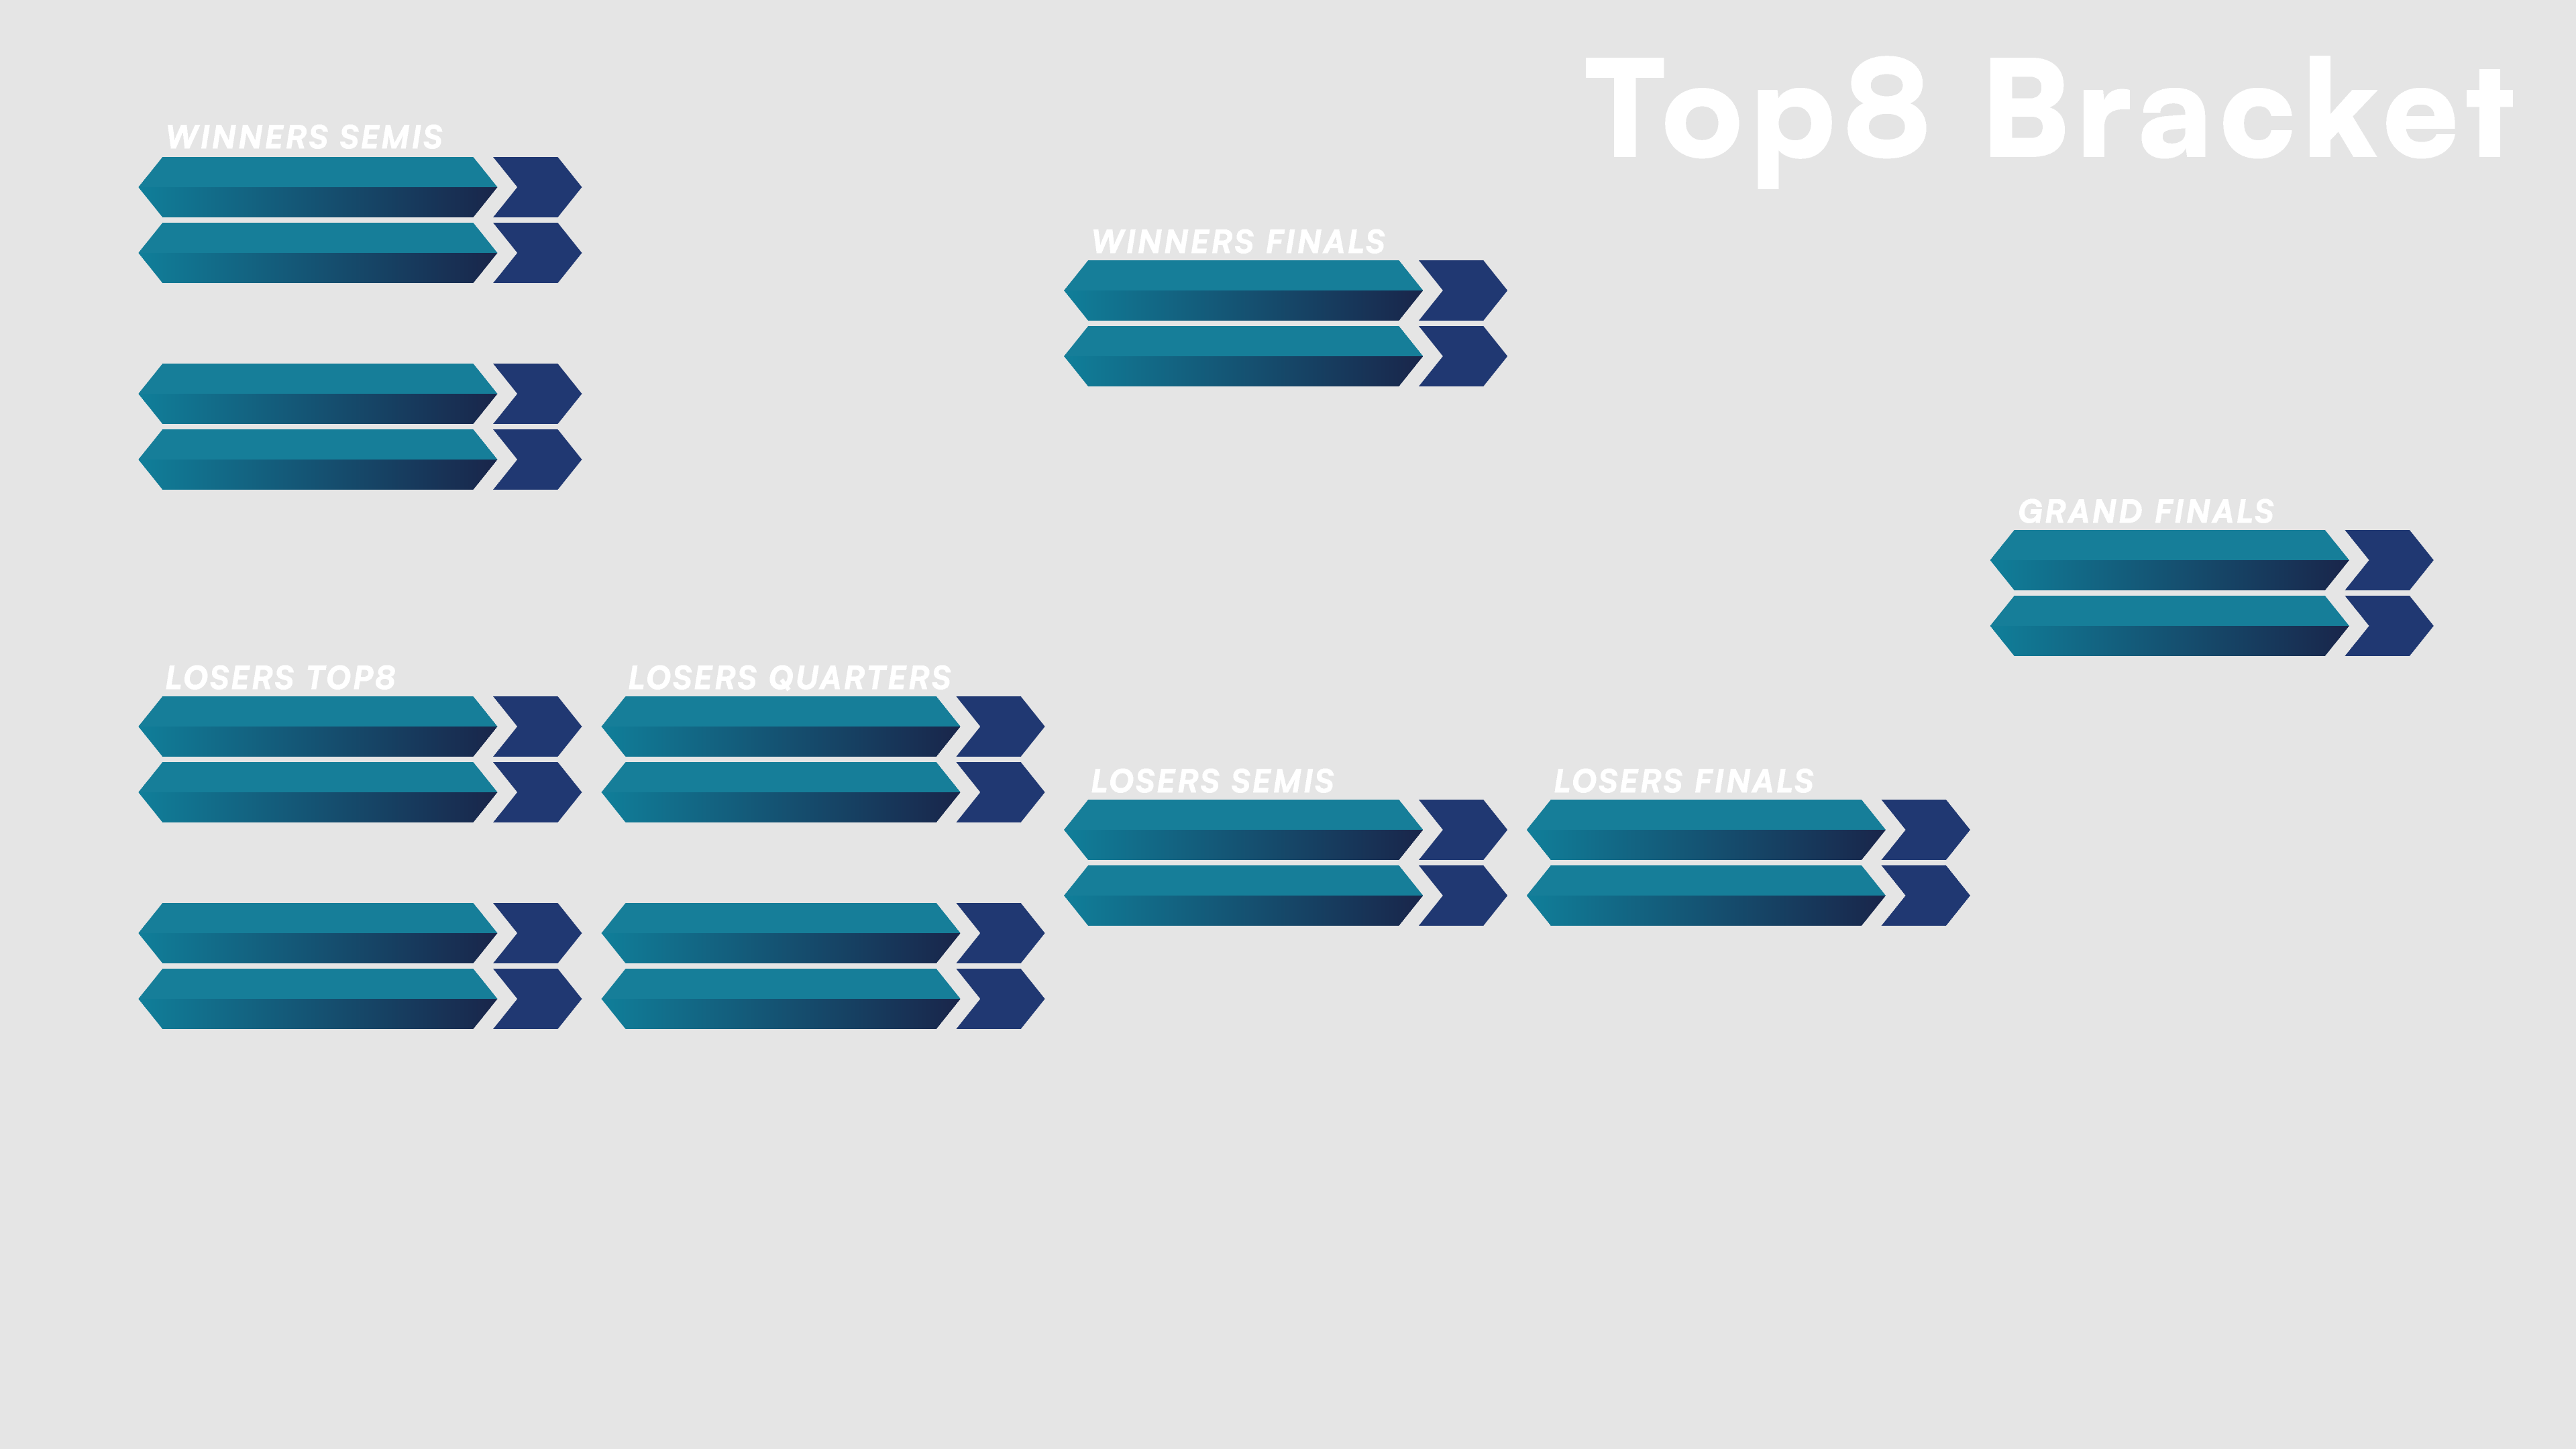 Top8 Bracket
WINNERS SEMIS
WINNERS FINALS
GRAND FINALS
LOSERS TOP8
LOSERS QUARTERS
LOSERS SEMIS
LOSERS FINALS